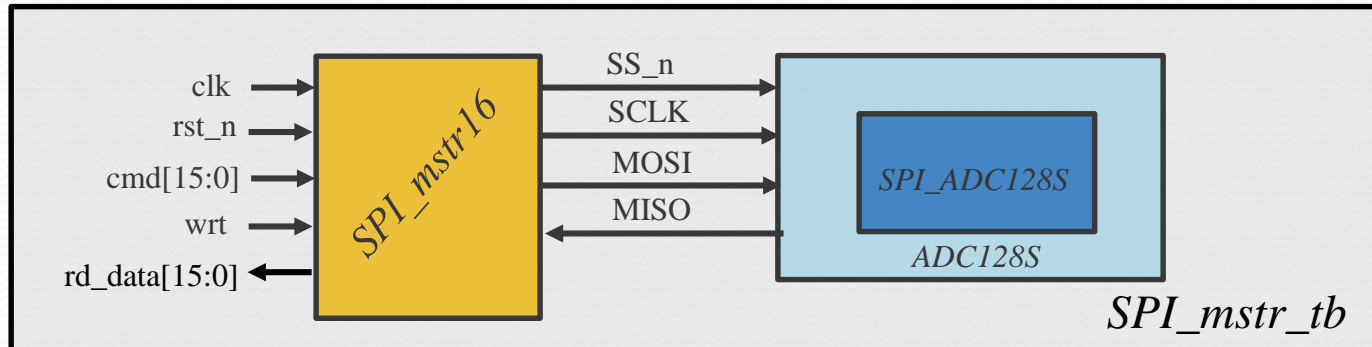 clk
rst_n
cmd[15:0]
wrt
rd_data[15:0]
SPI_mstr16
SS_n
SCLK
MOSI
MISO
SPI_ADC128S
ADC128S
SPI_mstr_tb